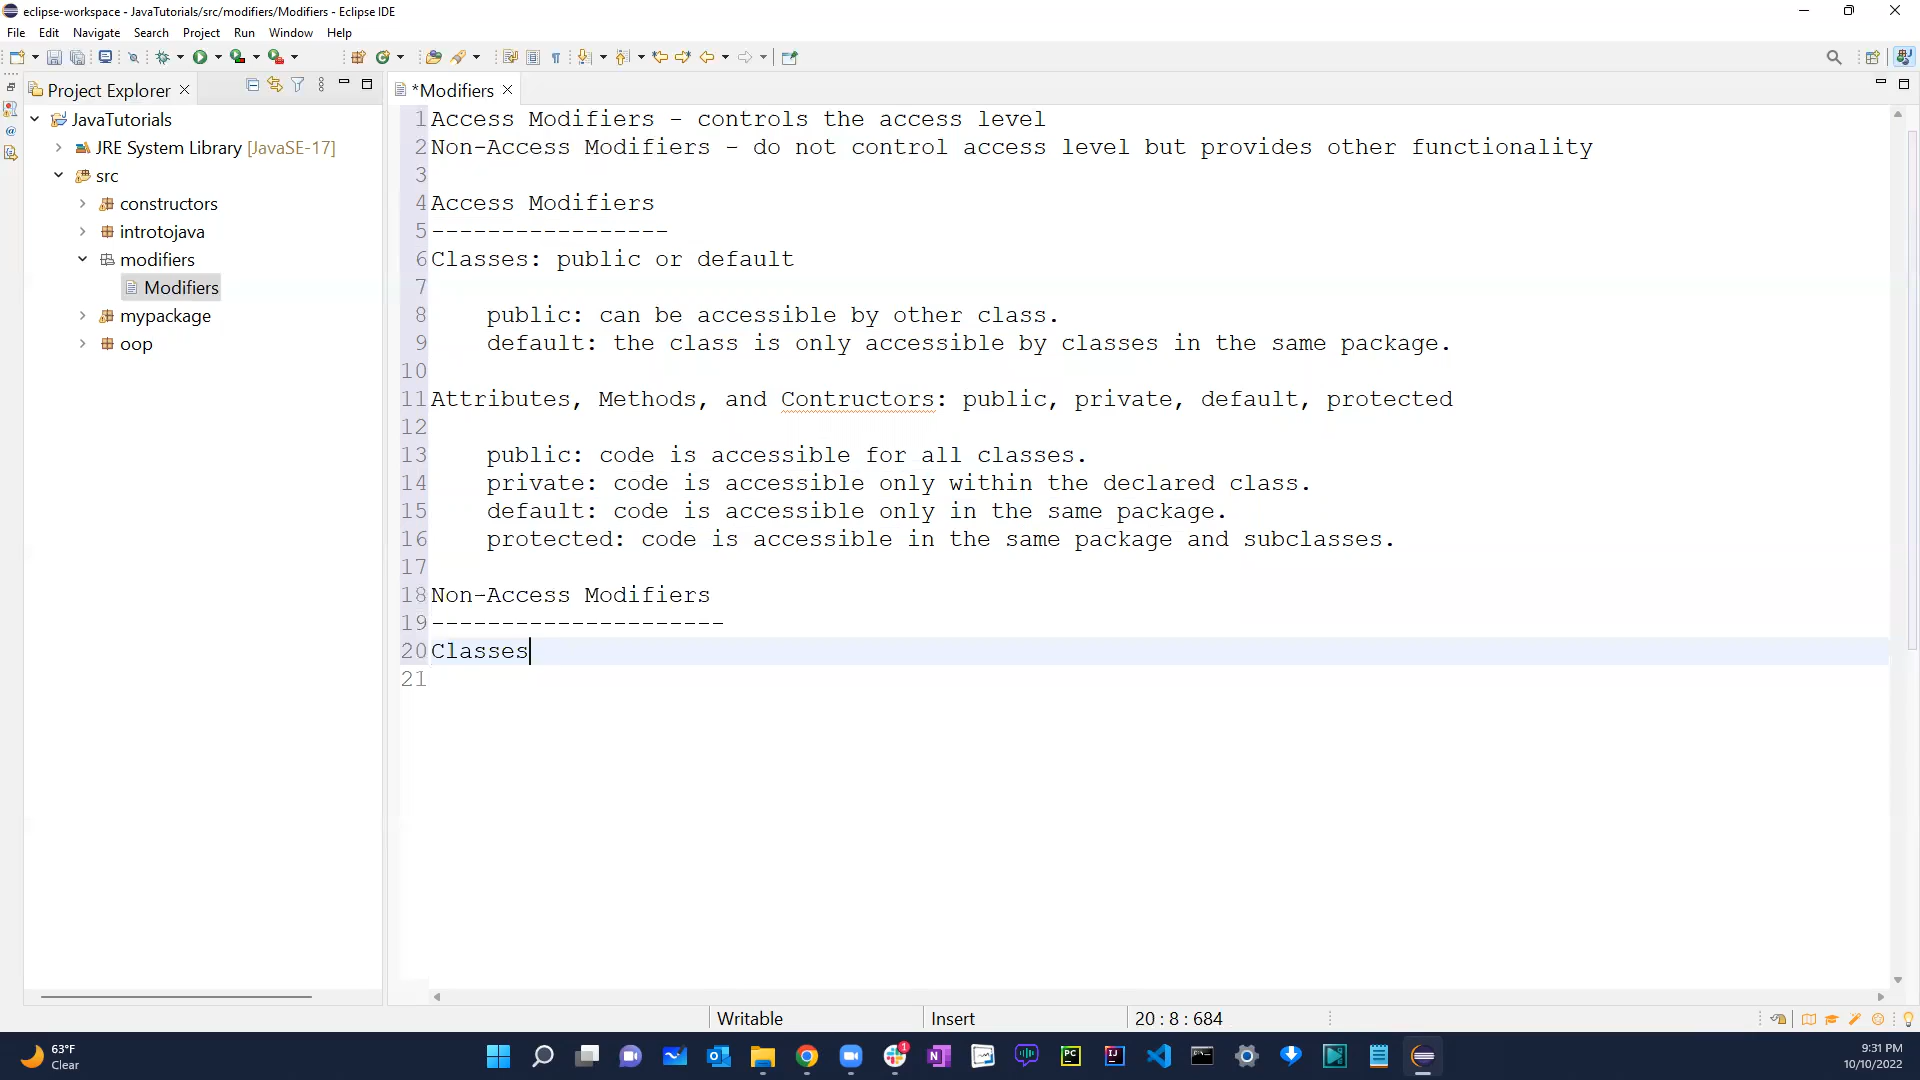 eclipse-workspace - JavaTutorials/src/modifiers/Modifiers - Eclipse IDE
File Edit Navigate Search Project Run Window Help
Project Explorer
*Modifiers
JavaTutorials
JRE System Library [JavaSE-17]
src
constructors
introtojava
modifiers
Modifiers
mypackage
oop
1 Access Modifiers - controls the access level
2 Non-Access Modifiers - do not control access level but provides other functionality
3
4 Access Modifiers
5 -----------------
6 Classes: public or default
7
8 public: can be accessible by other class.
9 default: the class is only accessible by classes in the same package.
10
11 Attributes, Methods, and Contructors: public, private, default, protected
12
13 public: code is accessible for all classes.
14 private: code is accessible only within the declared class.
15 default: code is accessible only in the same package.
16 protected: code is accessible in the same package and subclasses.
17
18 Non-Access Modifiers
19 ---------------------
20 Classes
21
Writable Insert 20 : 8 : 684
63°F
Clear
1
N
PC
IJ
9:31 PM
10/10/2022